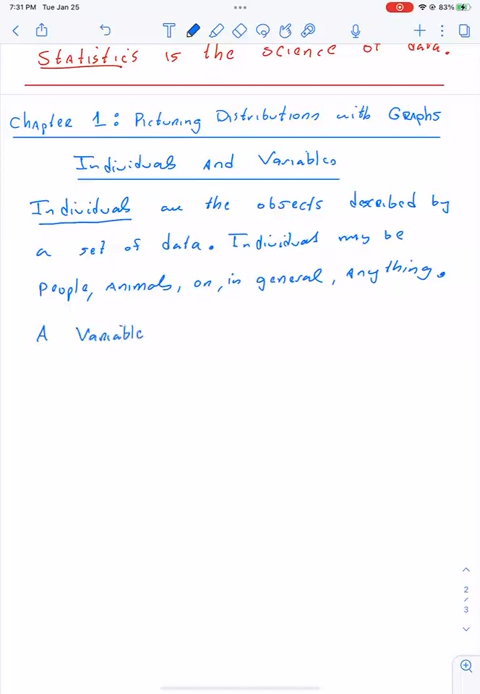 7:31 PM Tue Jan 25
83%
Statistics is the science of data.
Chapter 1: Picturing Distributions with Graphs
Individuals and Variables
Individuals are the objects described by
a set of data. Individual may be
people, animals, or, in general, anything.
A Variable
2
/
3